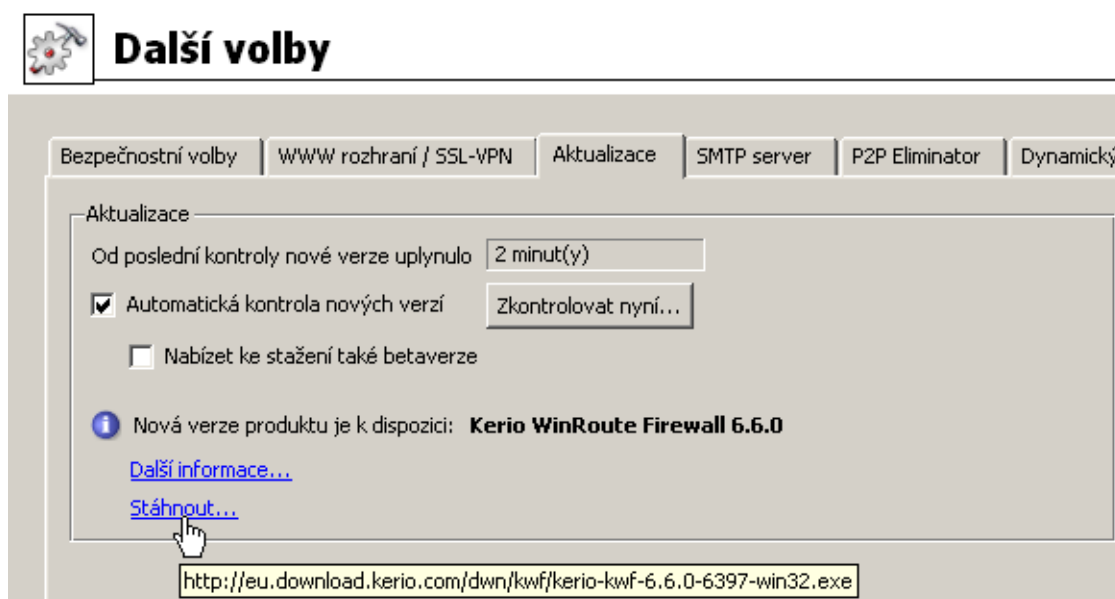 Další volby
Bezpečnostní volby WWW rozhraní / SSL-VPN Aktualizace SMTP server P2P Eliminator Dynamický
Aktualizace
Od poslední kontroly nové verze uplynulo 2 minut(y)
Automatická kontrola nových verzí Zkontrolovat nyní...
Nabízet ke stažení také betaverze
Nová verze produktu je k dispozici: Kerio WinRoute Firewall 6.6.0
Další informace...
Stáhnout...
http://eu.download.kerio.com/dwn/kwf/kerio-kwf-6.6.0-6397-win32.exe